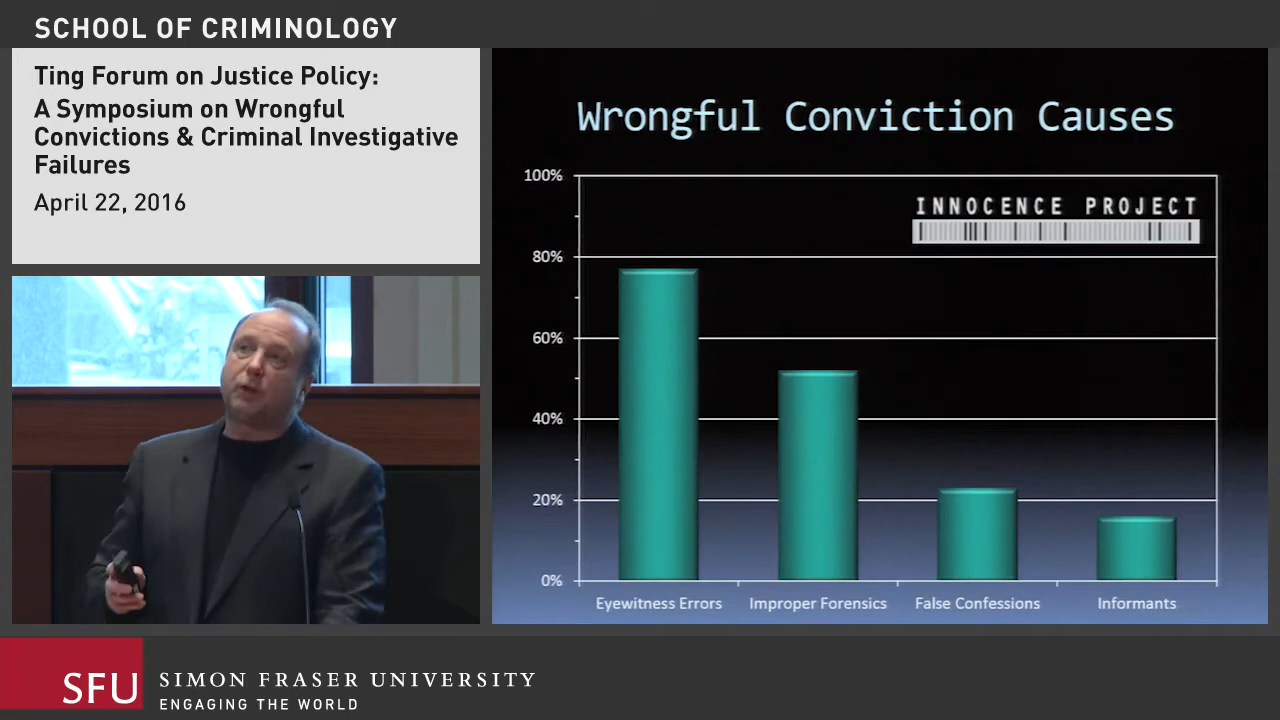 SCHOOL OF CRIMINOLOGY
Ting Forum on Justice Policy:
A Symposium on Wrongful
Convictions & Criminal Investigative
Failures
April 22, 2016
Wrongful Conviction Causes
INNOCENCE PROJECT
100%
80%
60%
40%
20%
0%
Eyewitness Errors Improper Forensics False Confessions Informants
SFU SIMON FRASER UNIVERSITY
ENGAGING THE WORLD